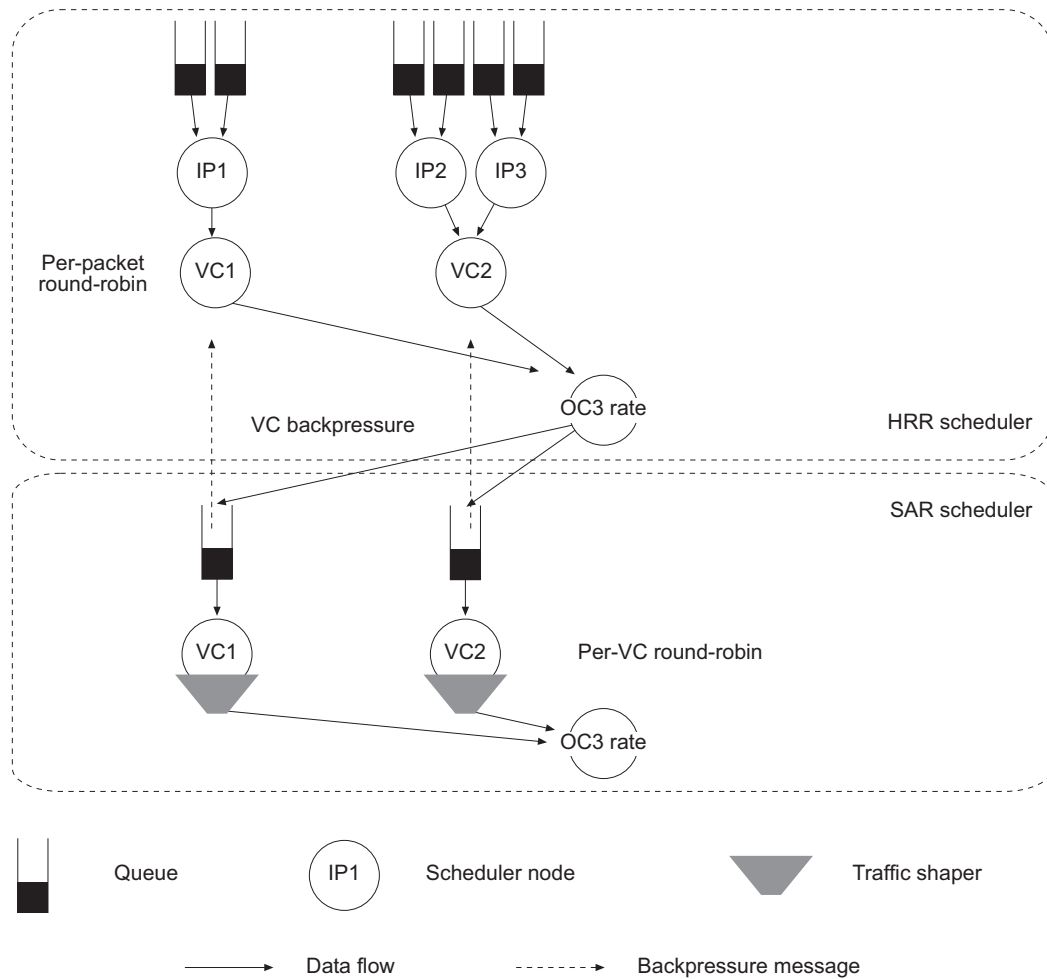 IP1
IP2
IP3
Per-packet
round-robin
VC1
VC2
OC3 rate
VC backpressure
HRR scheduler
SAR scheduler
VC1
VC2
Per-VC round-robin
OC3 rate
Queue
IP1
Scheduler node
Traffic shaper
Data flow
Backpressure message